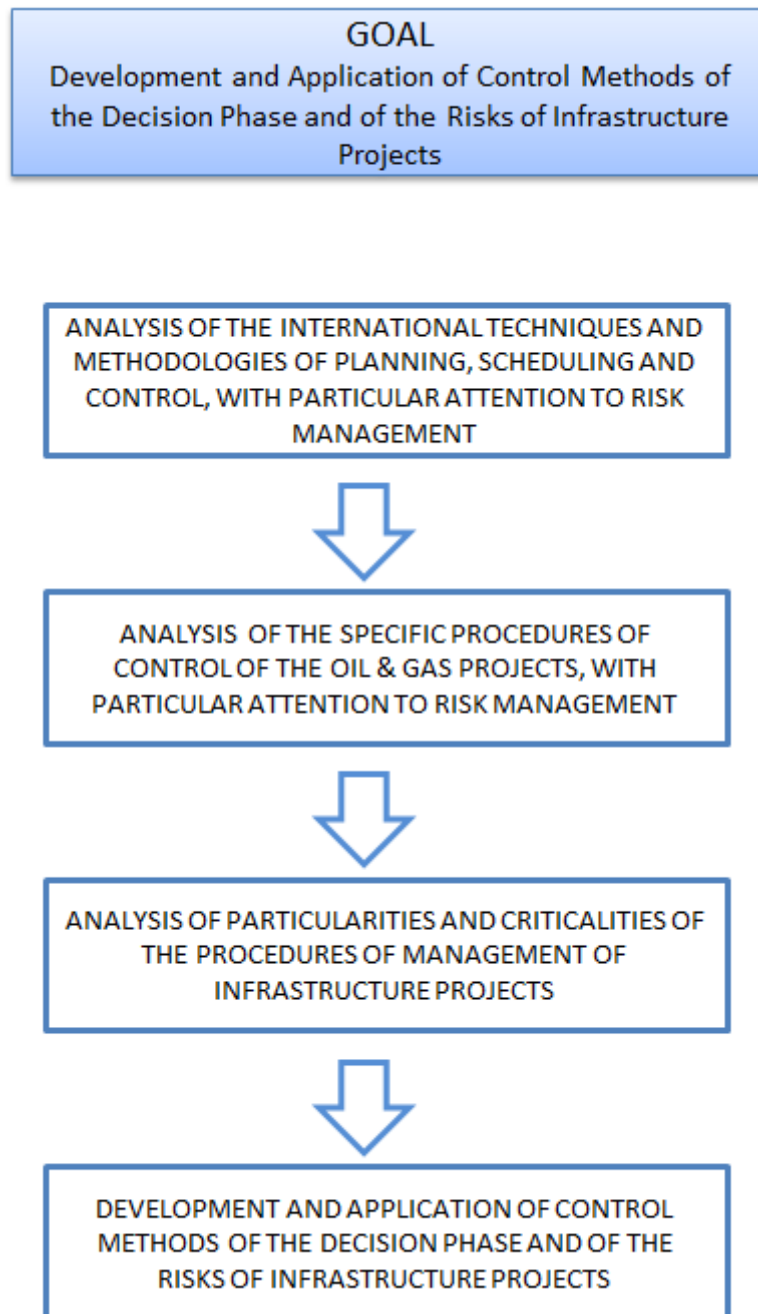 GOAL
Development and Application of Control Methods of
the Decision Phase and of the Risks of Infrastructure
Projects
ANALYSIS OF THE INTERNATIONAL TECHNIQUES AND
METHODOLOGIES OF PLANNING, SCHEDULING AND
CONTROL, WITH PARTICULAR ATTENTION TO RISK
MANAGEMENT
ANALYSIS OF THE SPECIFIC PROCEDURES OF
CONTROL OF THE OIL & GAS PROJECTS, WITH
PARTICULAR ATTENTION TO RISK MANAGEMENT
ANALYSIS OF PARTICULARITIES AND CRITICALITIES OF
THE PROCEDURES OF MANAGEMENT OF
INFRASTRUCTURE PROJECTS
DEVELOPMENT AND APPLICATION OF CONTROL
METHODS OF THE DECISION PHASE AND OF THE
RISKS OF INFRASTRUCTURE PROJECTS